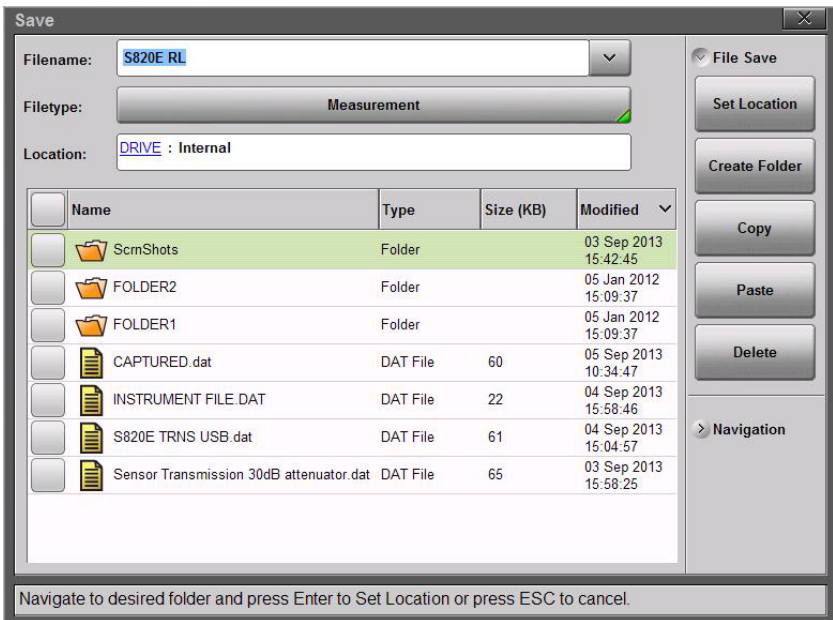 Save
Filename: S820E RL
Filetype: Measurement
Location: DRIVE : Internal
Name Type Size (KB) Modified
ScrnShots Folder 03 Sep 2013 15:42:45
FOLDER2 Folder 05 Jan 2012 15:09:37
FOLDER1 Folder 05 Jan 2012 15:09:37
CAPTURED.dat DAT File 60 05 Sep 2013 10:34:47
INSTRUMENT FILE.DAT DAT File 22 04 Sep 2013 15:58:46
S820E TRNS USB.dat DAT File 61 04 Sep 2013 15:04:57
Sensor Transmission 30dB attenuator.dat DAT File 65 03 Sep 2013 15:58:25
File Save
Set Location
Create Folder
Copy
Paste
Delete
Navigation
Navigate to desired folder and press Enter to Set Location or press ESC to cancel.